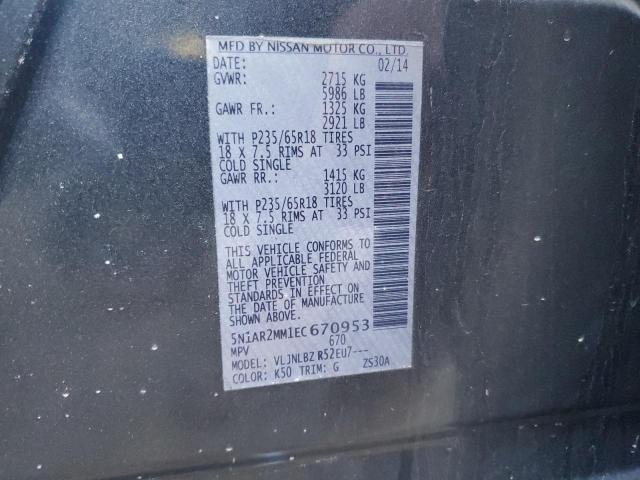 MFD BY NISSAN MOTOR CO., LTD.
DATE: 02/14
GVWR: 2715 KG
5986 LB
GAWR FR.: 1325 KG
2921 LB
WITH P235/65R18 TIRES
18 X 7.5 RIMS AT 33 PSI
COLD SINGLE
GAWR RR.: 1415 KG
3120 LB
WITH P235/65R18 TIRES
18 X 7.5 RIMS AT 33 PSI
COLD SINGLE
THIS VEHICLE CONFORMS TO
ALL APPLICABLE FEDERAL
MOTOR VEHICLE SAFETY AND
THEFT PREVENTION
STANDARDS IN EFFECT ON
THE DATE OF MANUFACTURE
SHOWN ABOVE.
5N1AR2MM1EC670953
MPV 670
MODEL: VLJNLBZ R52EU7---
COLOR: K50 TRIM: G ZS30A